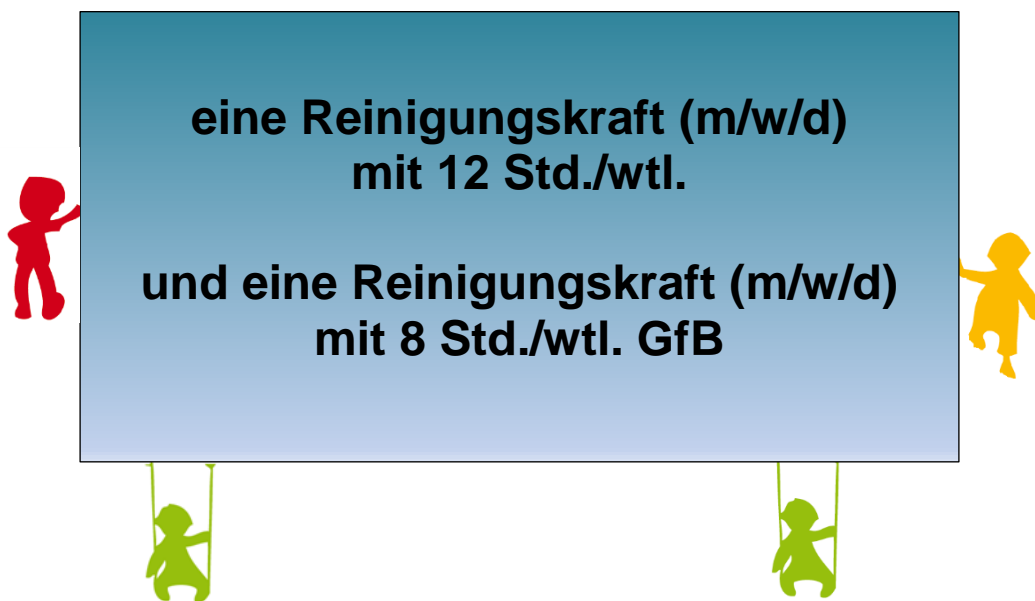 eine Reinigungskraft (m/w/d)
mit 12 Std./wtl.
und eine Reinigungskraft (m/w/d)
mit 8 Std./wtl. GfB